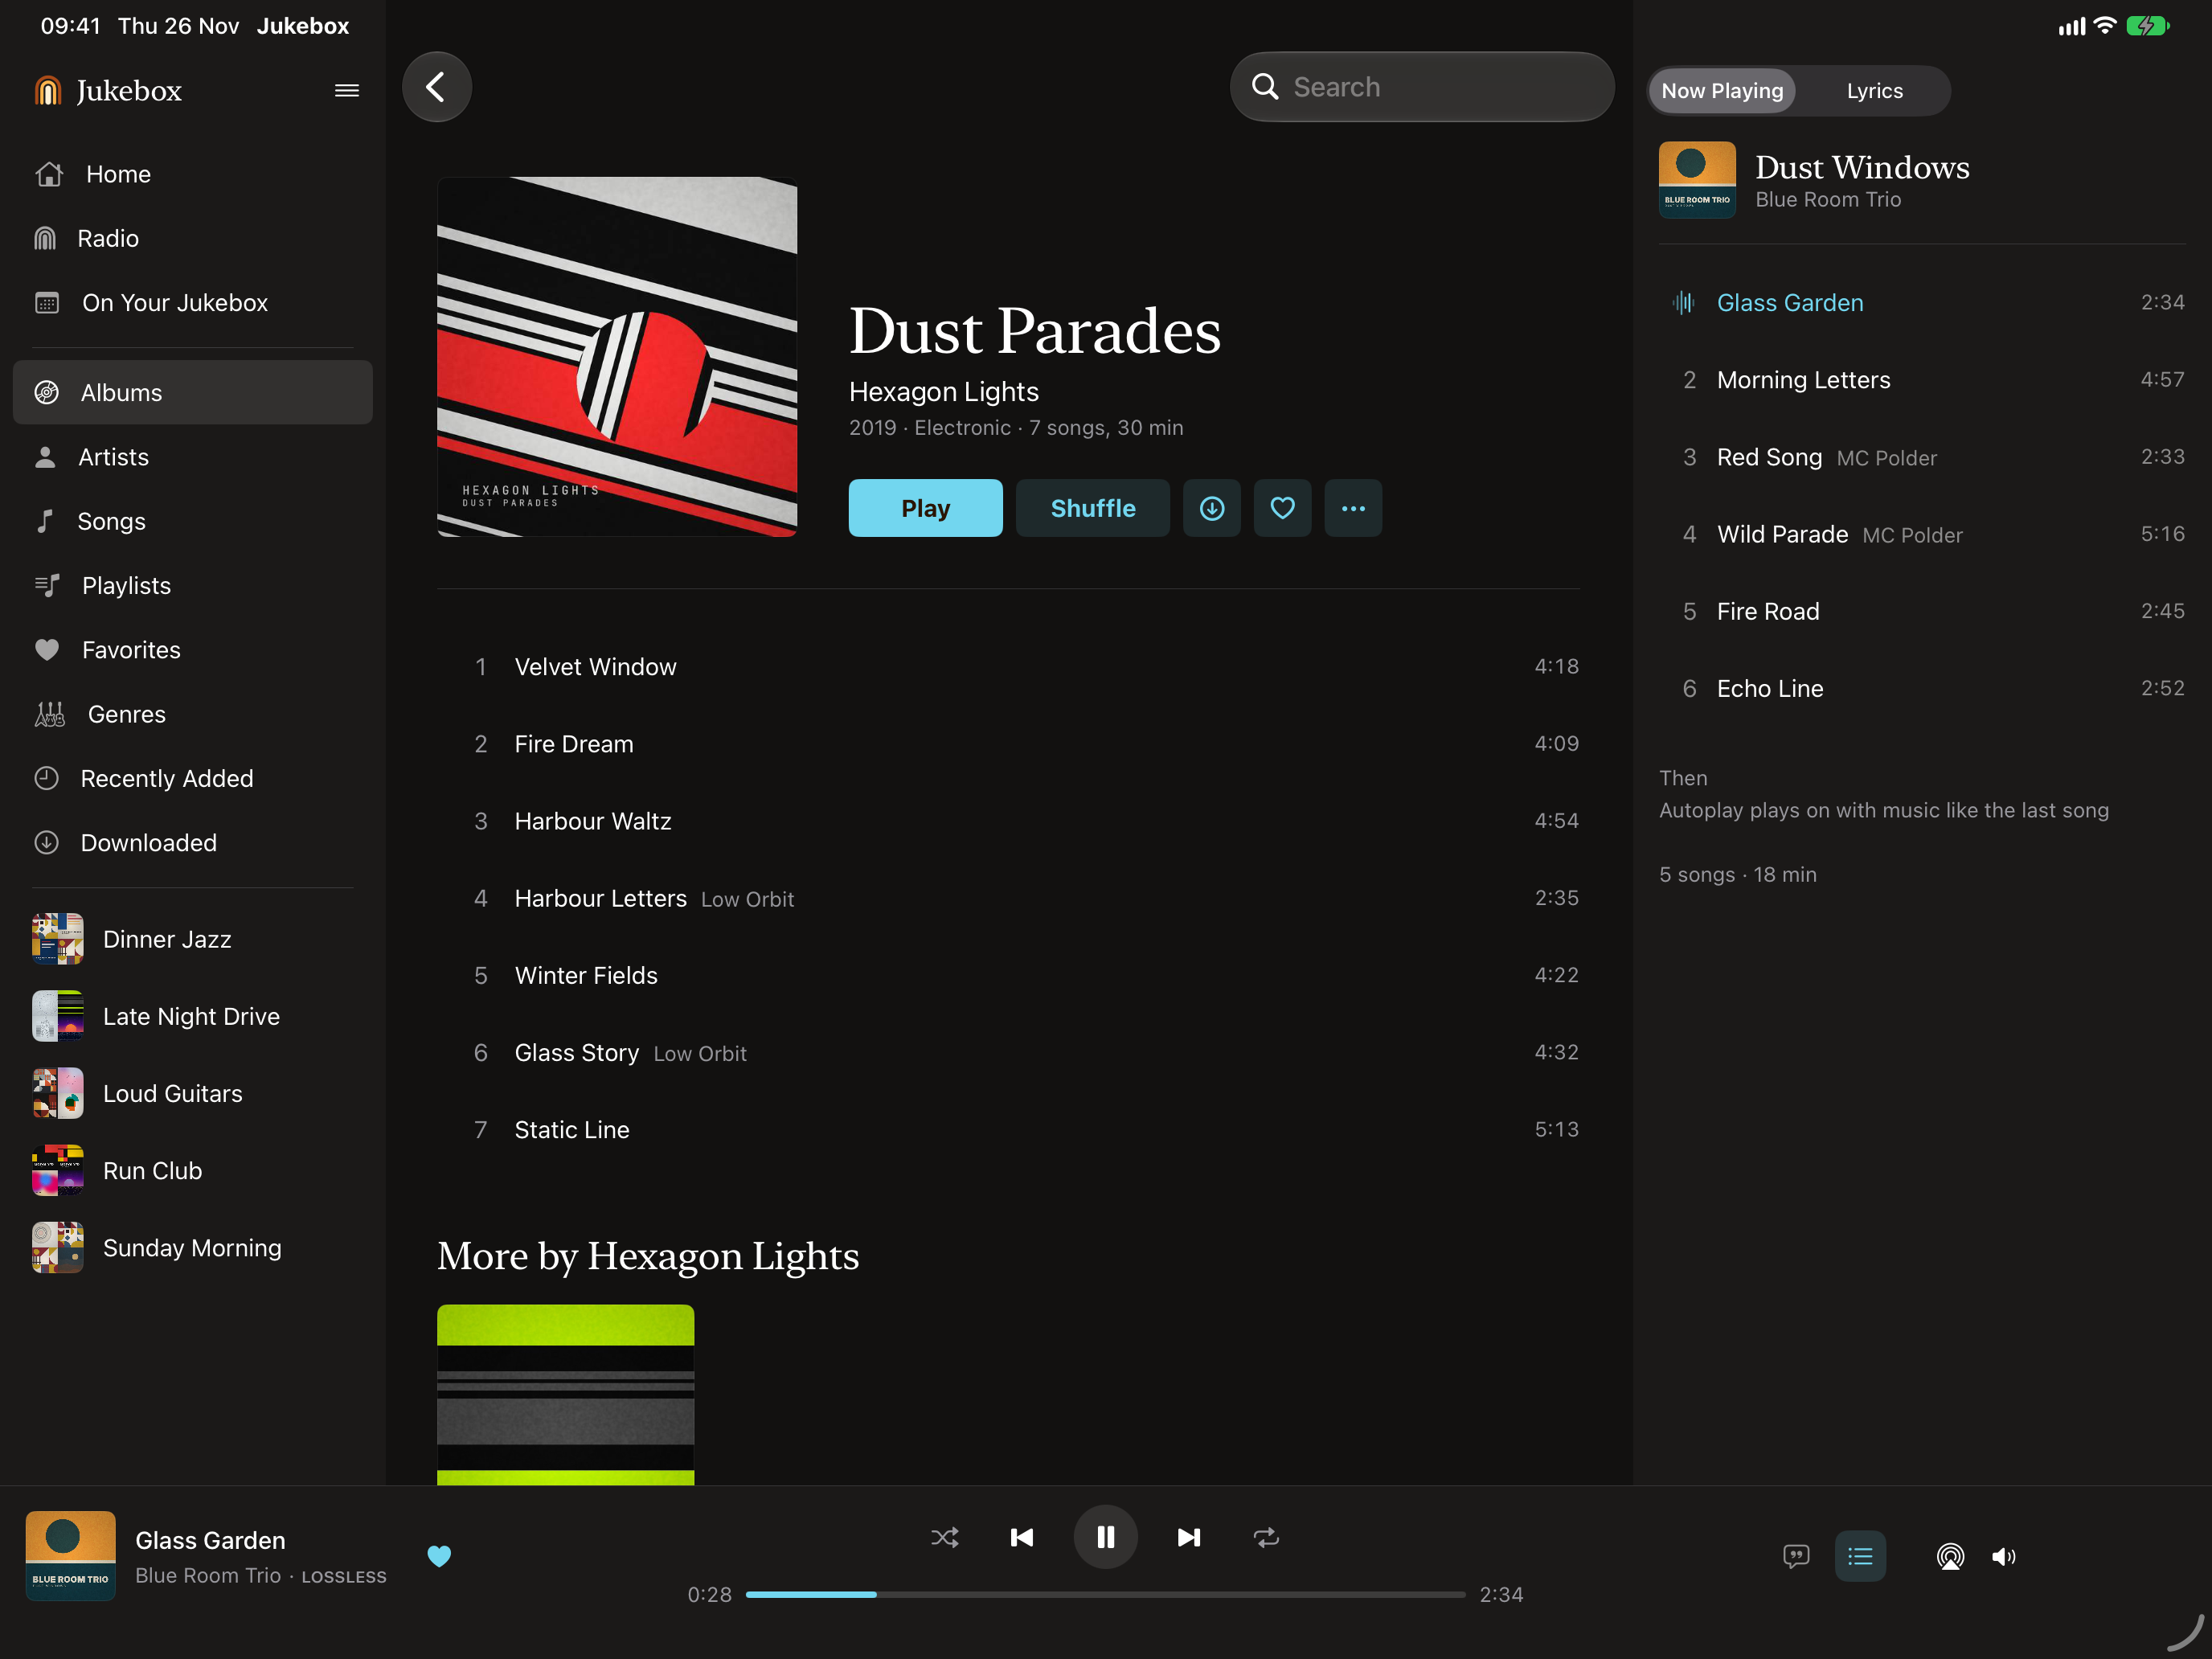 09:41 Thu 26 Nov Jukebox
Jukebox
Home
Radio
On Your Jukebox
Albums
Artists
Songs
Playlists
Favorites
Genres
Recently Added
Downloaded
Dinner Jazz
Late Night Drive
Loud Guitars
Run Club
Sunday Morning
Search
HEXAGON LIGHTS
DUST PARADES
Dust Parades
Hexagon Lights
2019 · Electronic · 7 songs, 30 min
Play
Shuffle
1 Velvet Window 4:18
2 Fire Dream 4:09
3 Harbour Waltz 4:54
4 Harbour Letters Low Orbit 2:35
5 Winter Fields 4:22
6 Glass Story Low Orbit 4:32
7 Static Line 5:13
More by Hexagon Lights
Now Playing
Lyrics
BLUE ROOM TRIO
Dust Windows
Blue Room Trio
Glass Garden 2:34
2 Morning Letters 4:57
3 Red Song MC Polder 2:33
4 Wild Parade MC Polder 5:16
5 Fire Road 2:45
6 Echo Line 2:52
Then
Autoplay plays on with music like the last song
5 songs · 18 min
BLUE ROOM TRIO
Glass Garden
Blue Room Trio · LOSSLESS
0:28
2:34